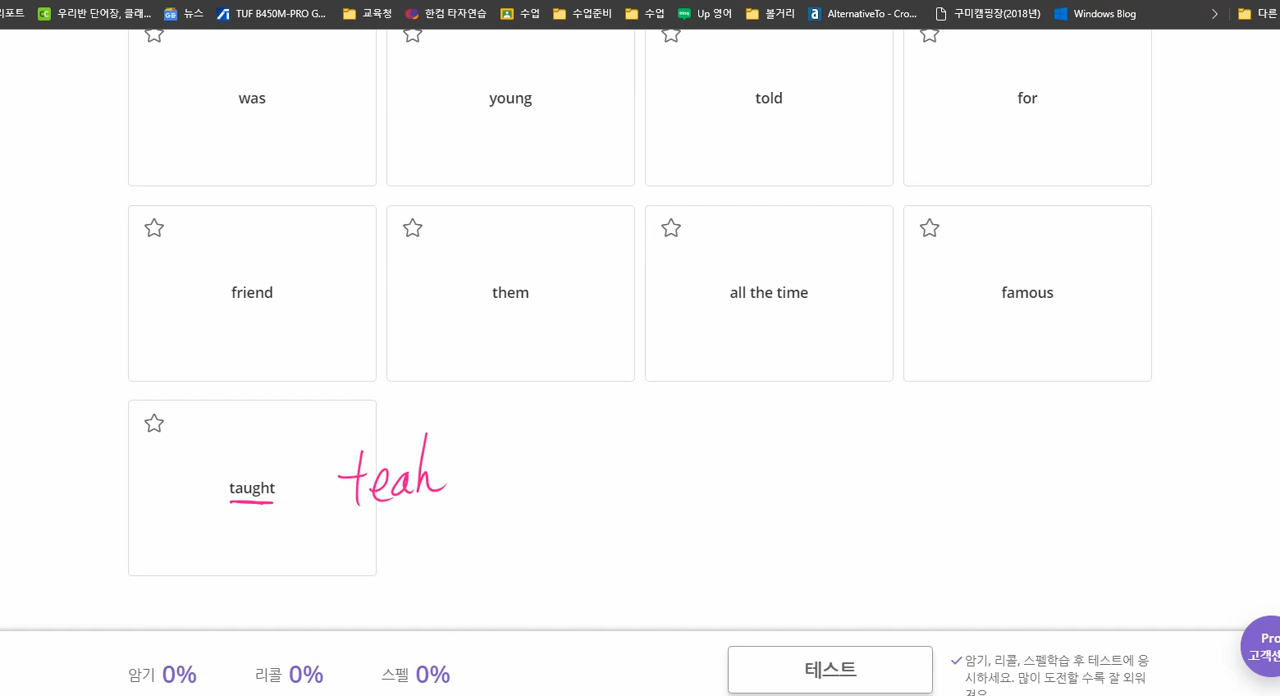 리포트 우리반 단어장, 클래... 뉴스 TUF B450M-PRO G... 교육청 한컴 타자연습 수업 수업준비 수업 Up 영어 볼거리 AlternativeTo - Cro... 구미캠핑장(2018년) Windows Blog 다른
was young told for
friend them all the time famous
taught teah
암기 0% 리콜 0% 스펠 0% 테스트 암기, 리콜, 스펠학습 후 테스트에 응
시하세요. 많이 도전할 수록 잘 외워
져요
Pro
고객센